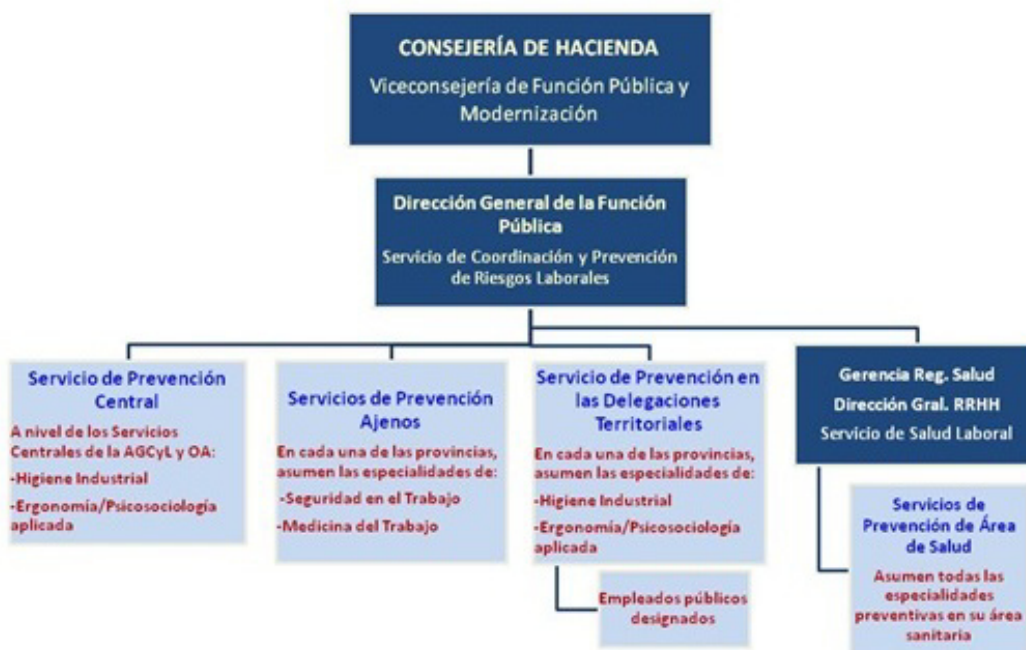 CONSEJERÍA DE HACIENDA
Viceconsejería de Función Pública y
Modernización
Dirección General de la Función
Pública
Servicio de Coordinación y Prevención
de Riesgos Laborales
Servicio de Prevención
Central
A nivel de los Servicios
Centrales de la AGCyL y OA:
-Higiene Industrial
-Ergonomía/Psicosociología
aplicada
Servicios de Prevención
Ajenos
En cada una de las provincias,
asumen las especialidades de:
-Seguridad en el Trabajo
-Medicina del Trabajo
Servicio de Prevención en
las Delegaciones
Territoriales
En cada una de las provincias,
asumen las especialidades de:
-Higiene Industrial
-Ergonomía/Psicosociología
aplicada
Empleados públicos
designados
Gerencia Reg. Salud
Dirección Gral. RRHH
Servicio de Salud Laboral
Servicios de
Prevención de Área
de Salud
Asumen todas las
especialidades
preventivas en su área
sanitaria